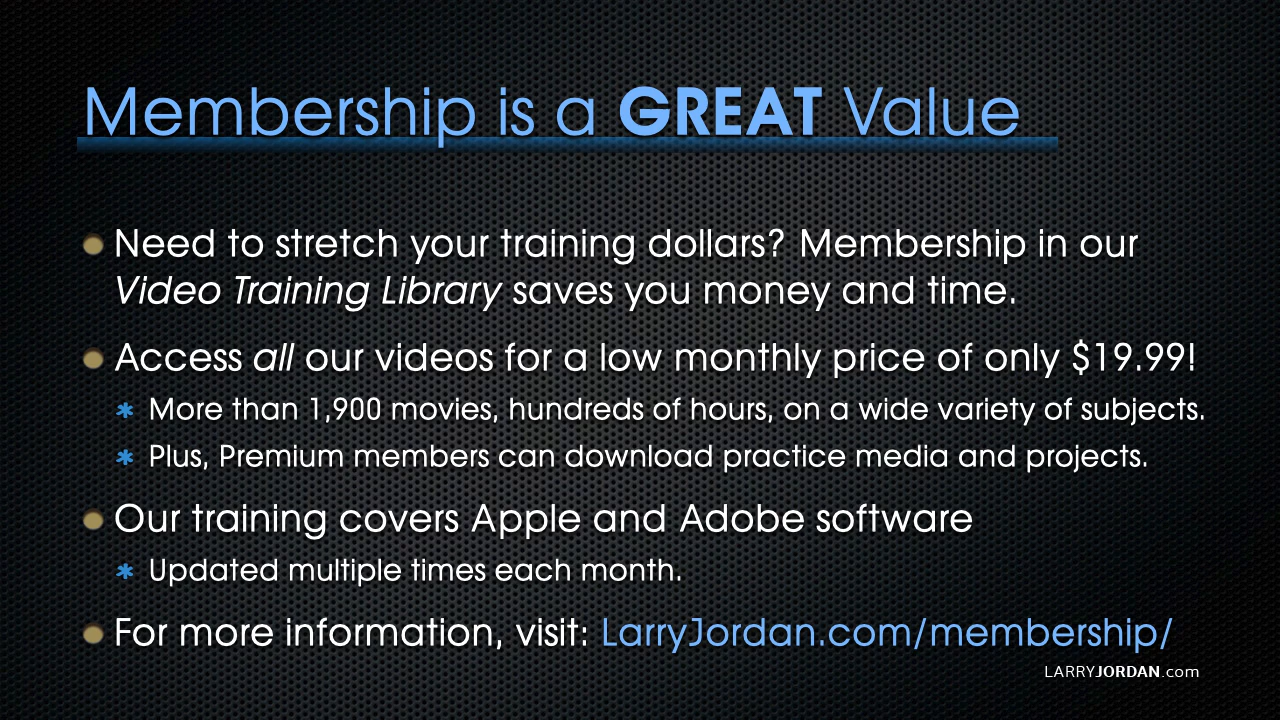 Membership is a GREAT Value
Need to stretch your training dollars? Membership in our
Video Training Library saves you money and time.
Access all our videos for a low monthly price of only $19.99!
More than 1,900 movies, hundreds of hours, on a wide variety of subjects.
Plus, Premium members can download practice media and projects.
Our training covers Apple and Adobe software
Updated multiple times each month.
For more information, visit: LarryJordan.com/membership/
LARRYJORDAN.com